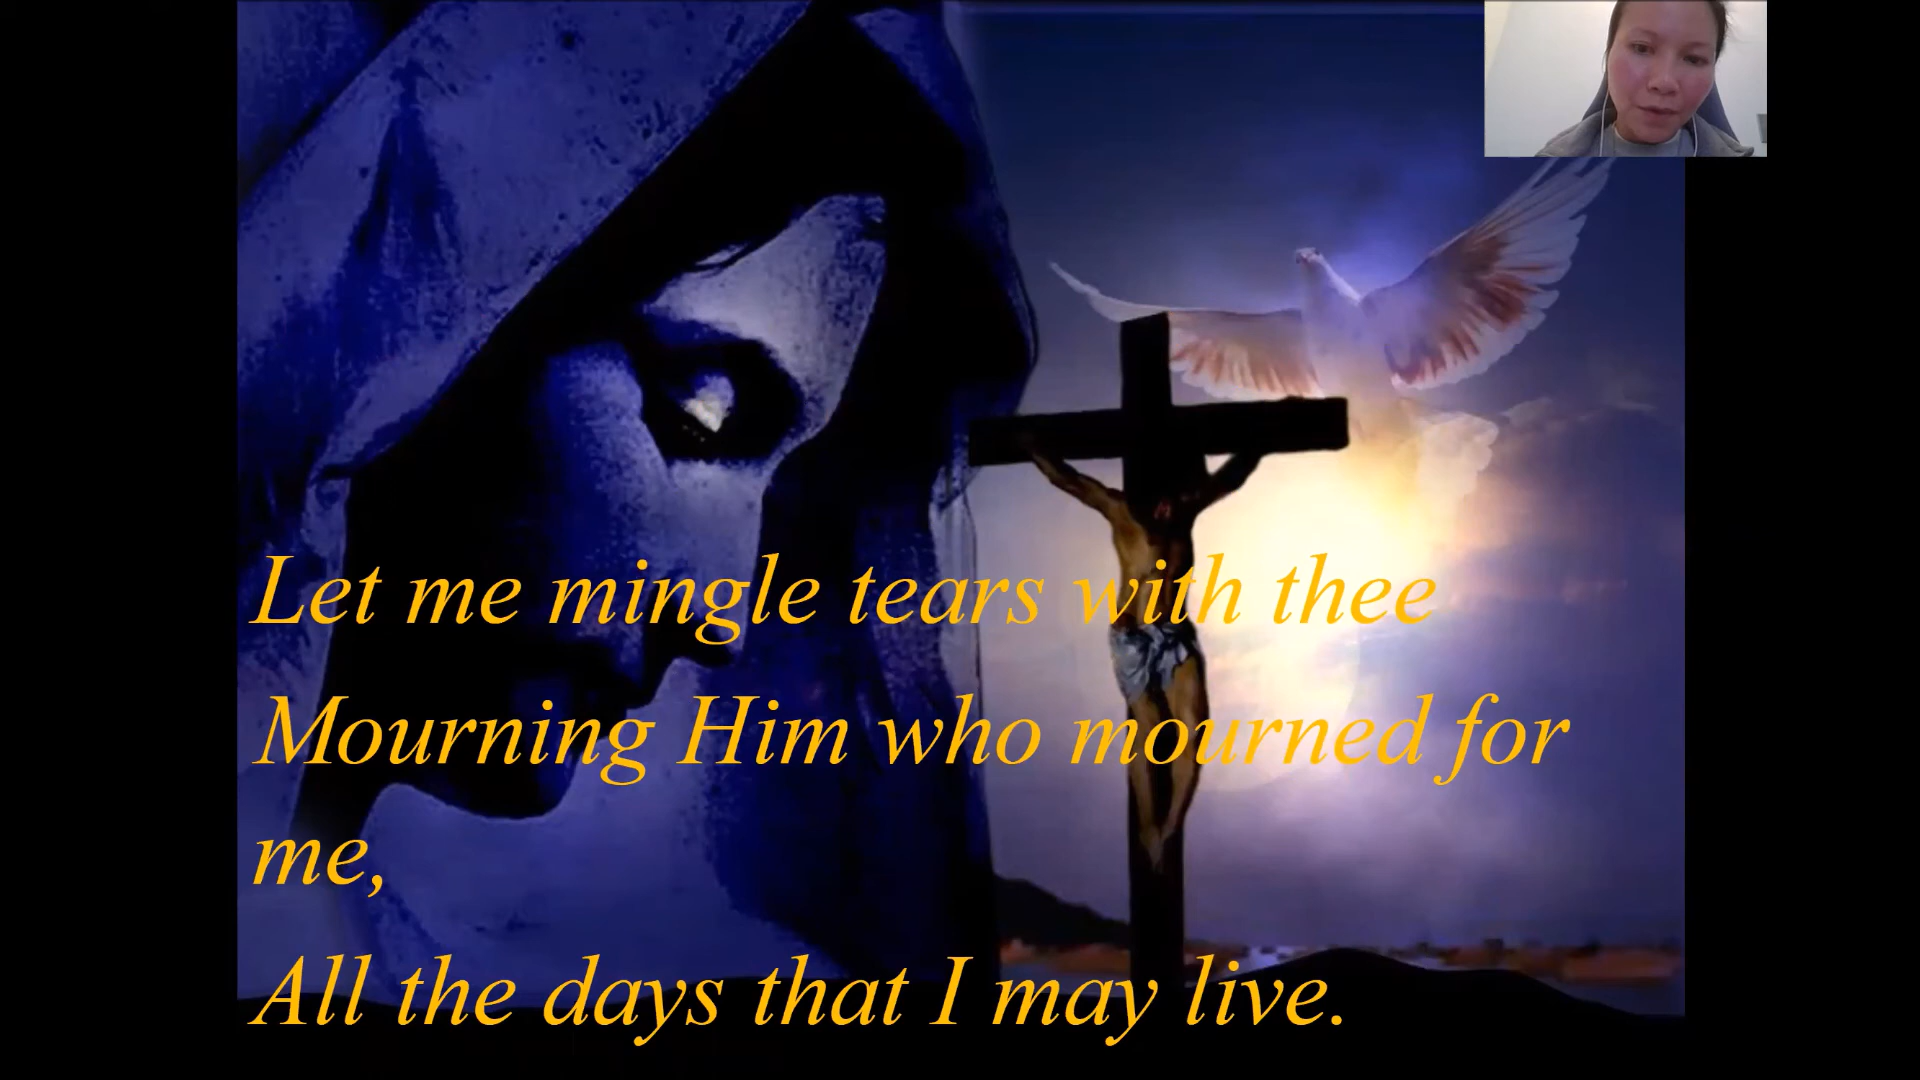 Let me mingle tears with thee
Mourning Him who mourned for
me,
All the days that I may live.